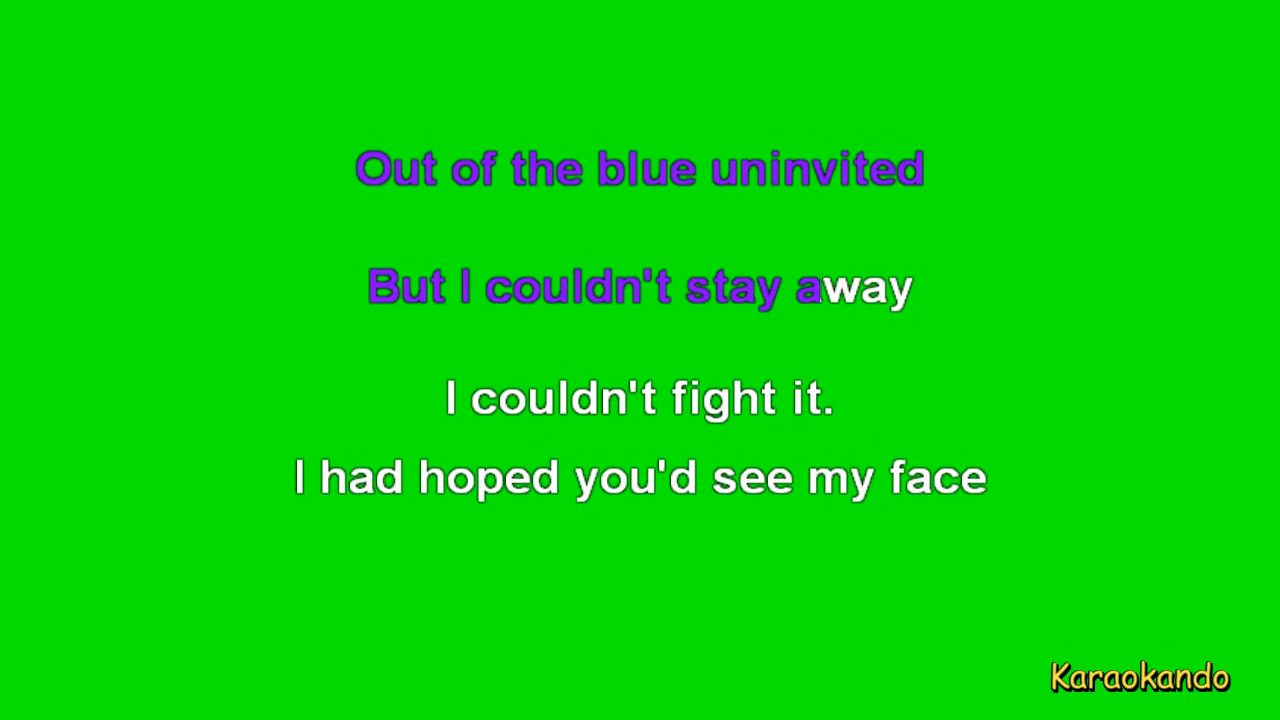 Out of the blue uninvited
But I couldn't stay away
I couldn't fight it.
I had hoped you'd see my face
Karaokando